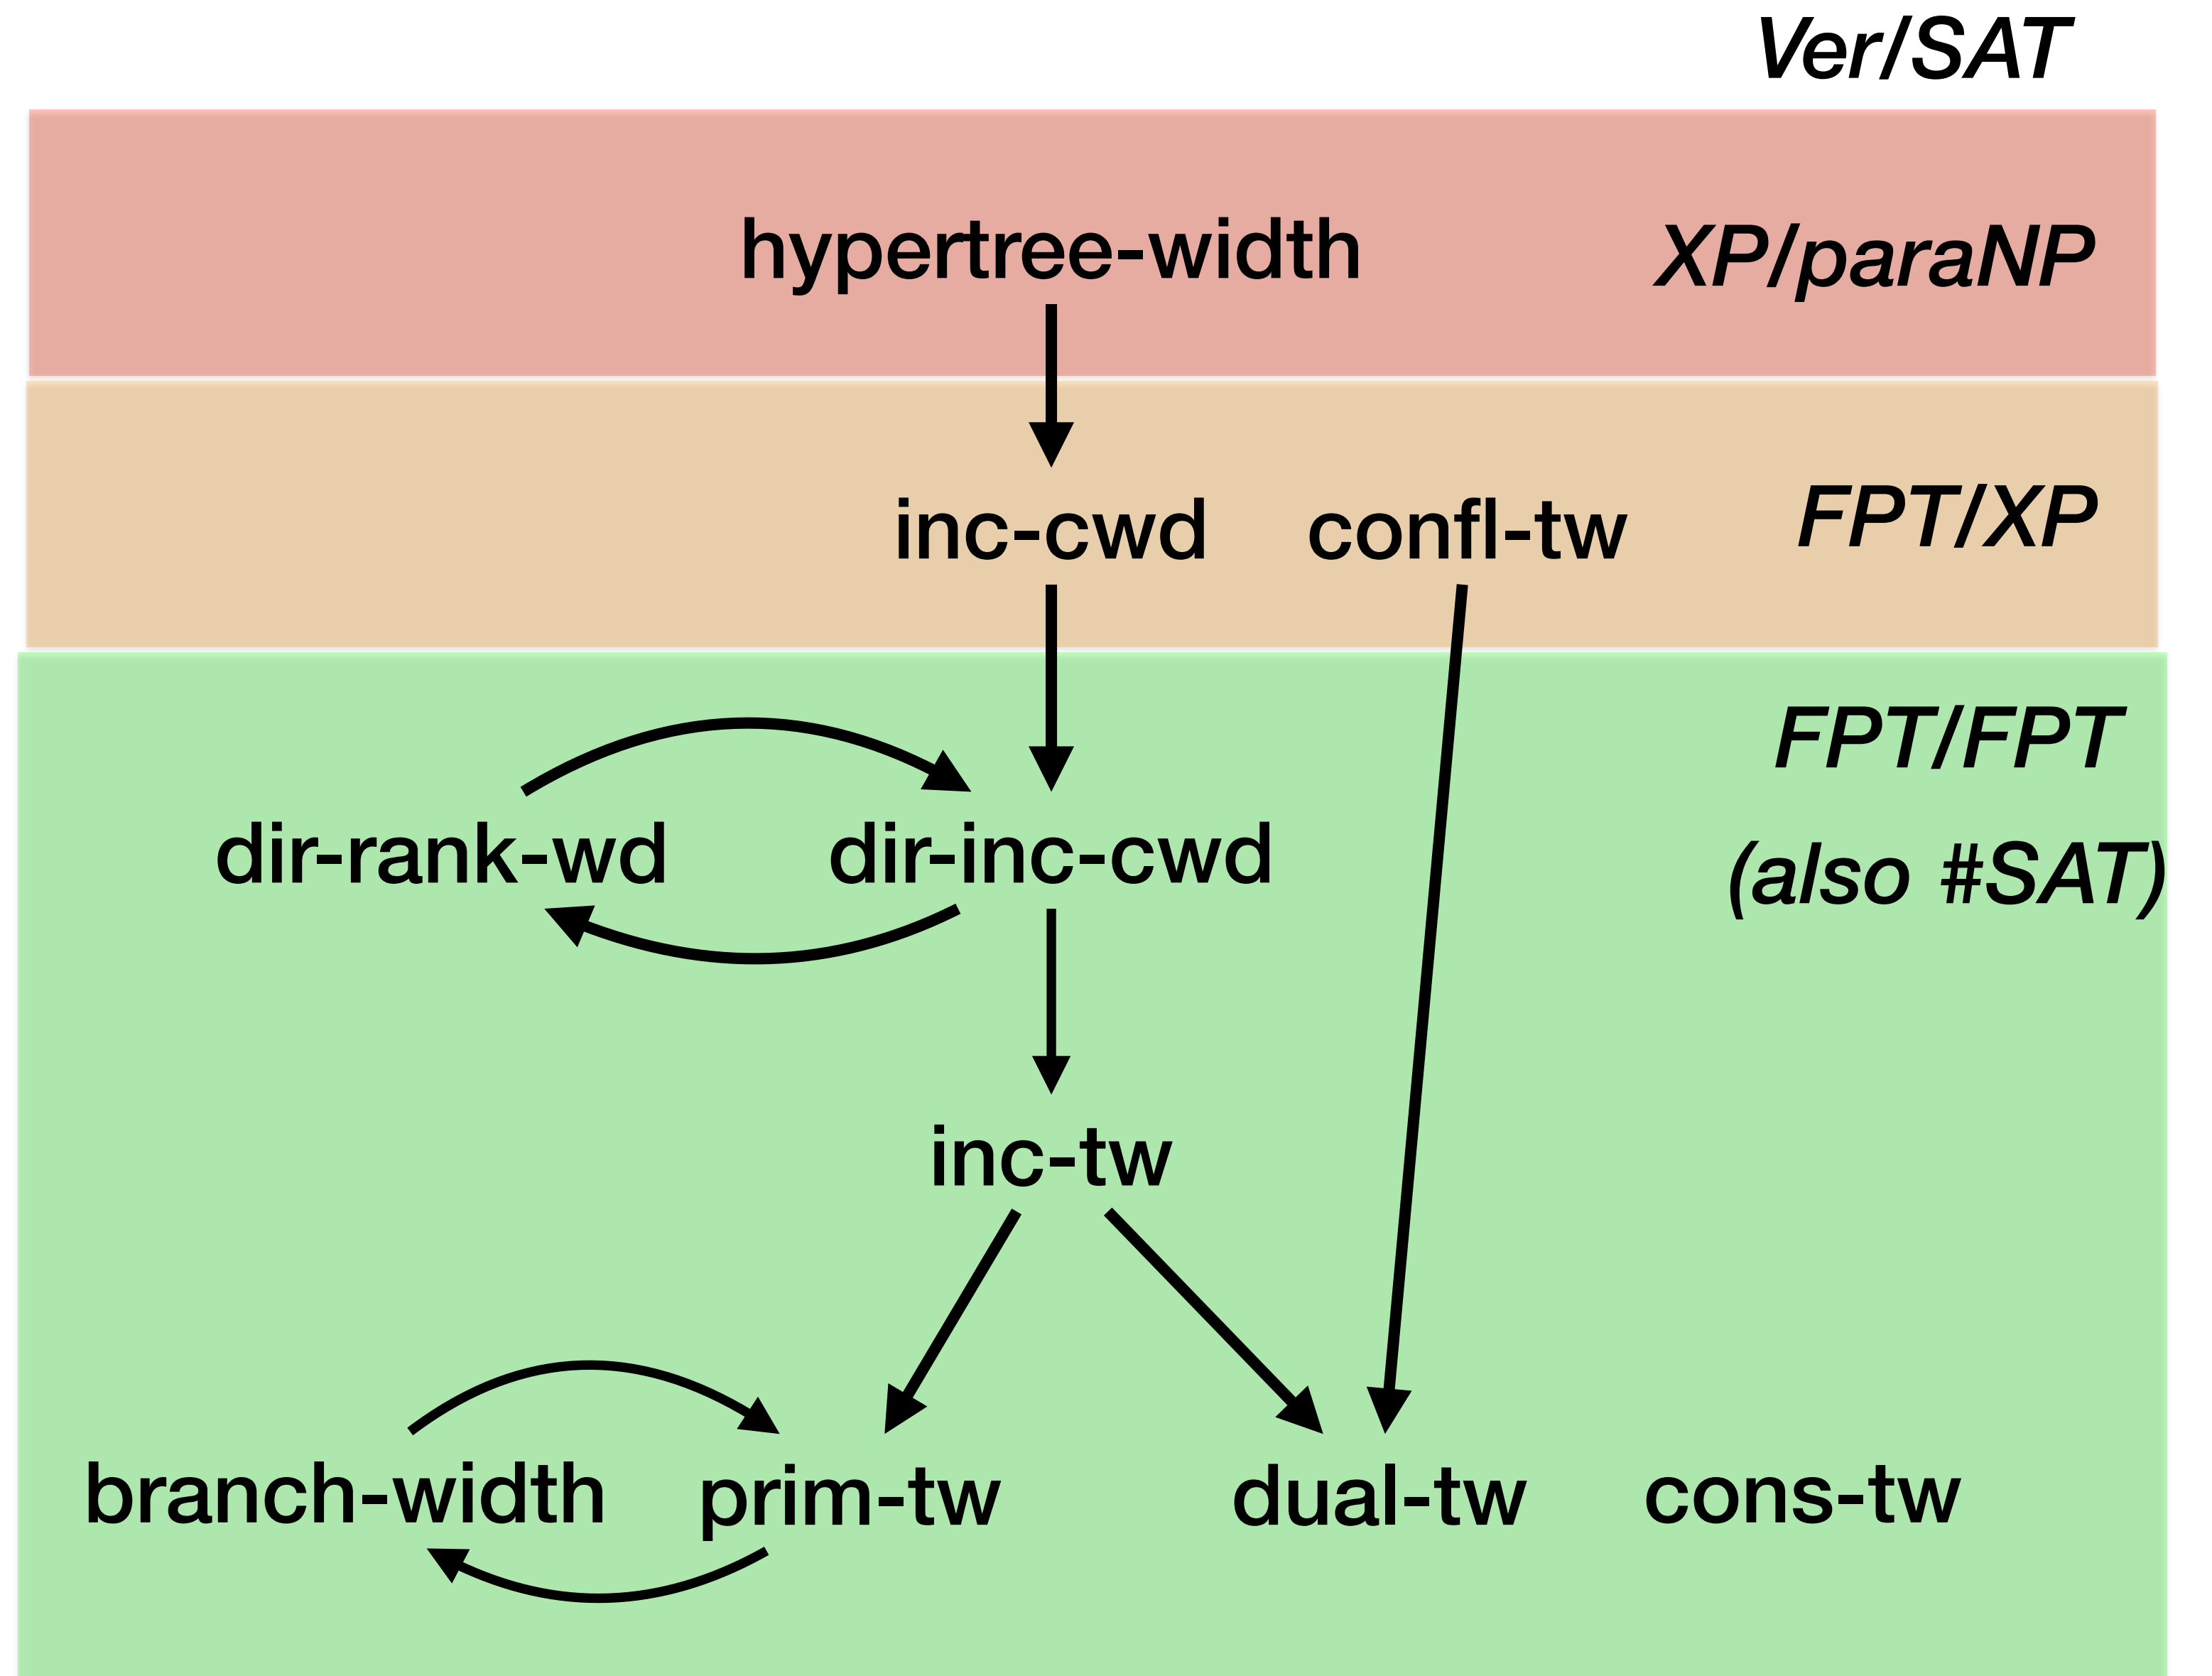 Ver/SAT
hypertree-width
XP/paraNP
inc-cwd
confl-tw
FPT/XP
FPT/FPT
dir-rank-wd
dir-inc-cwd
(also #SAT)
inc-tw
branch-width
prim-tw
dual-tw
cons-tw